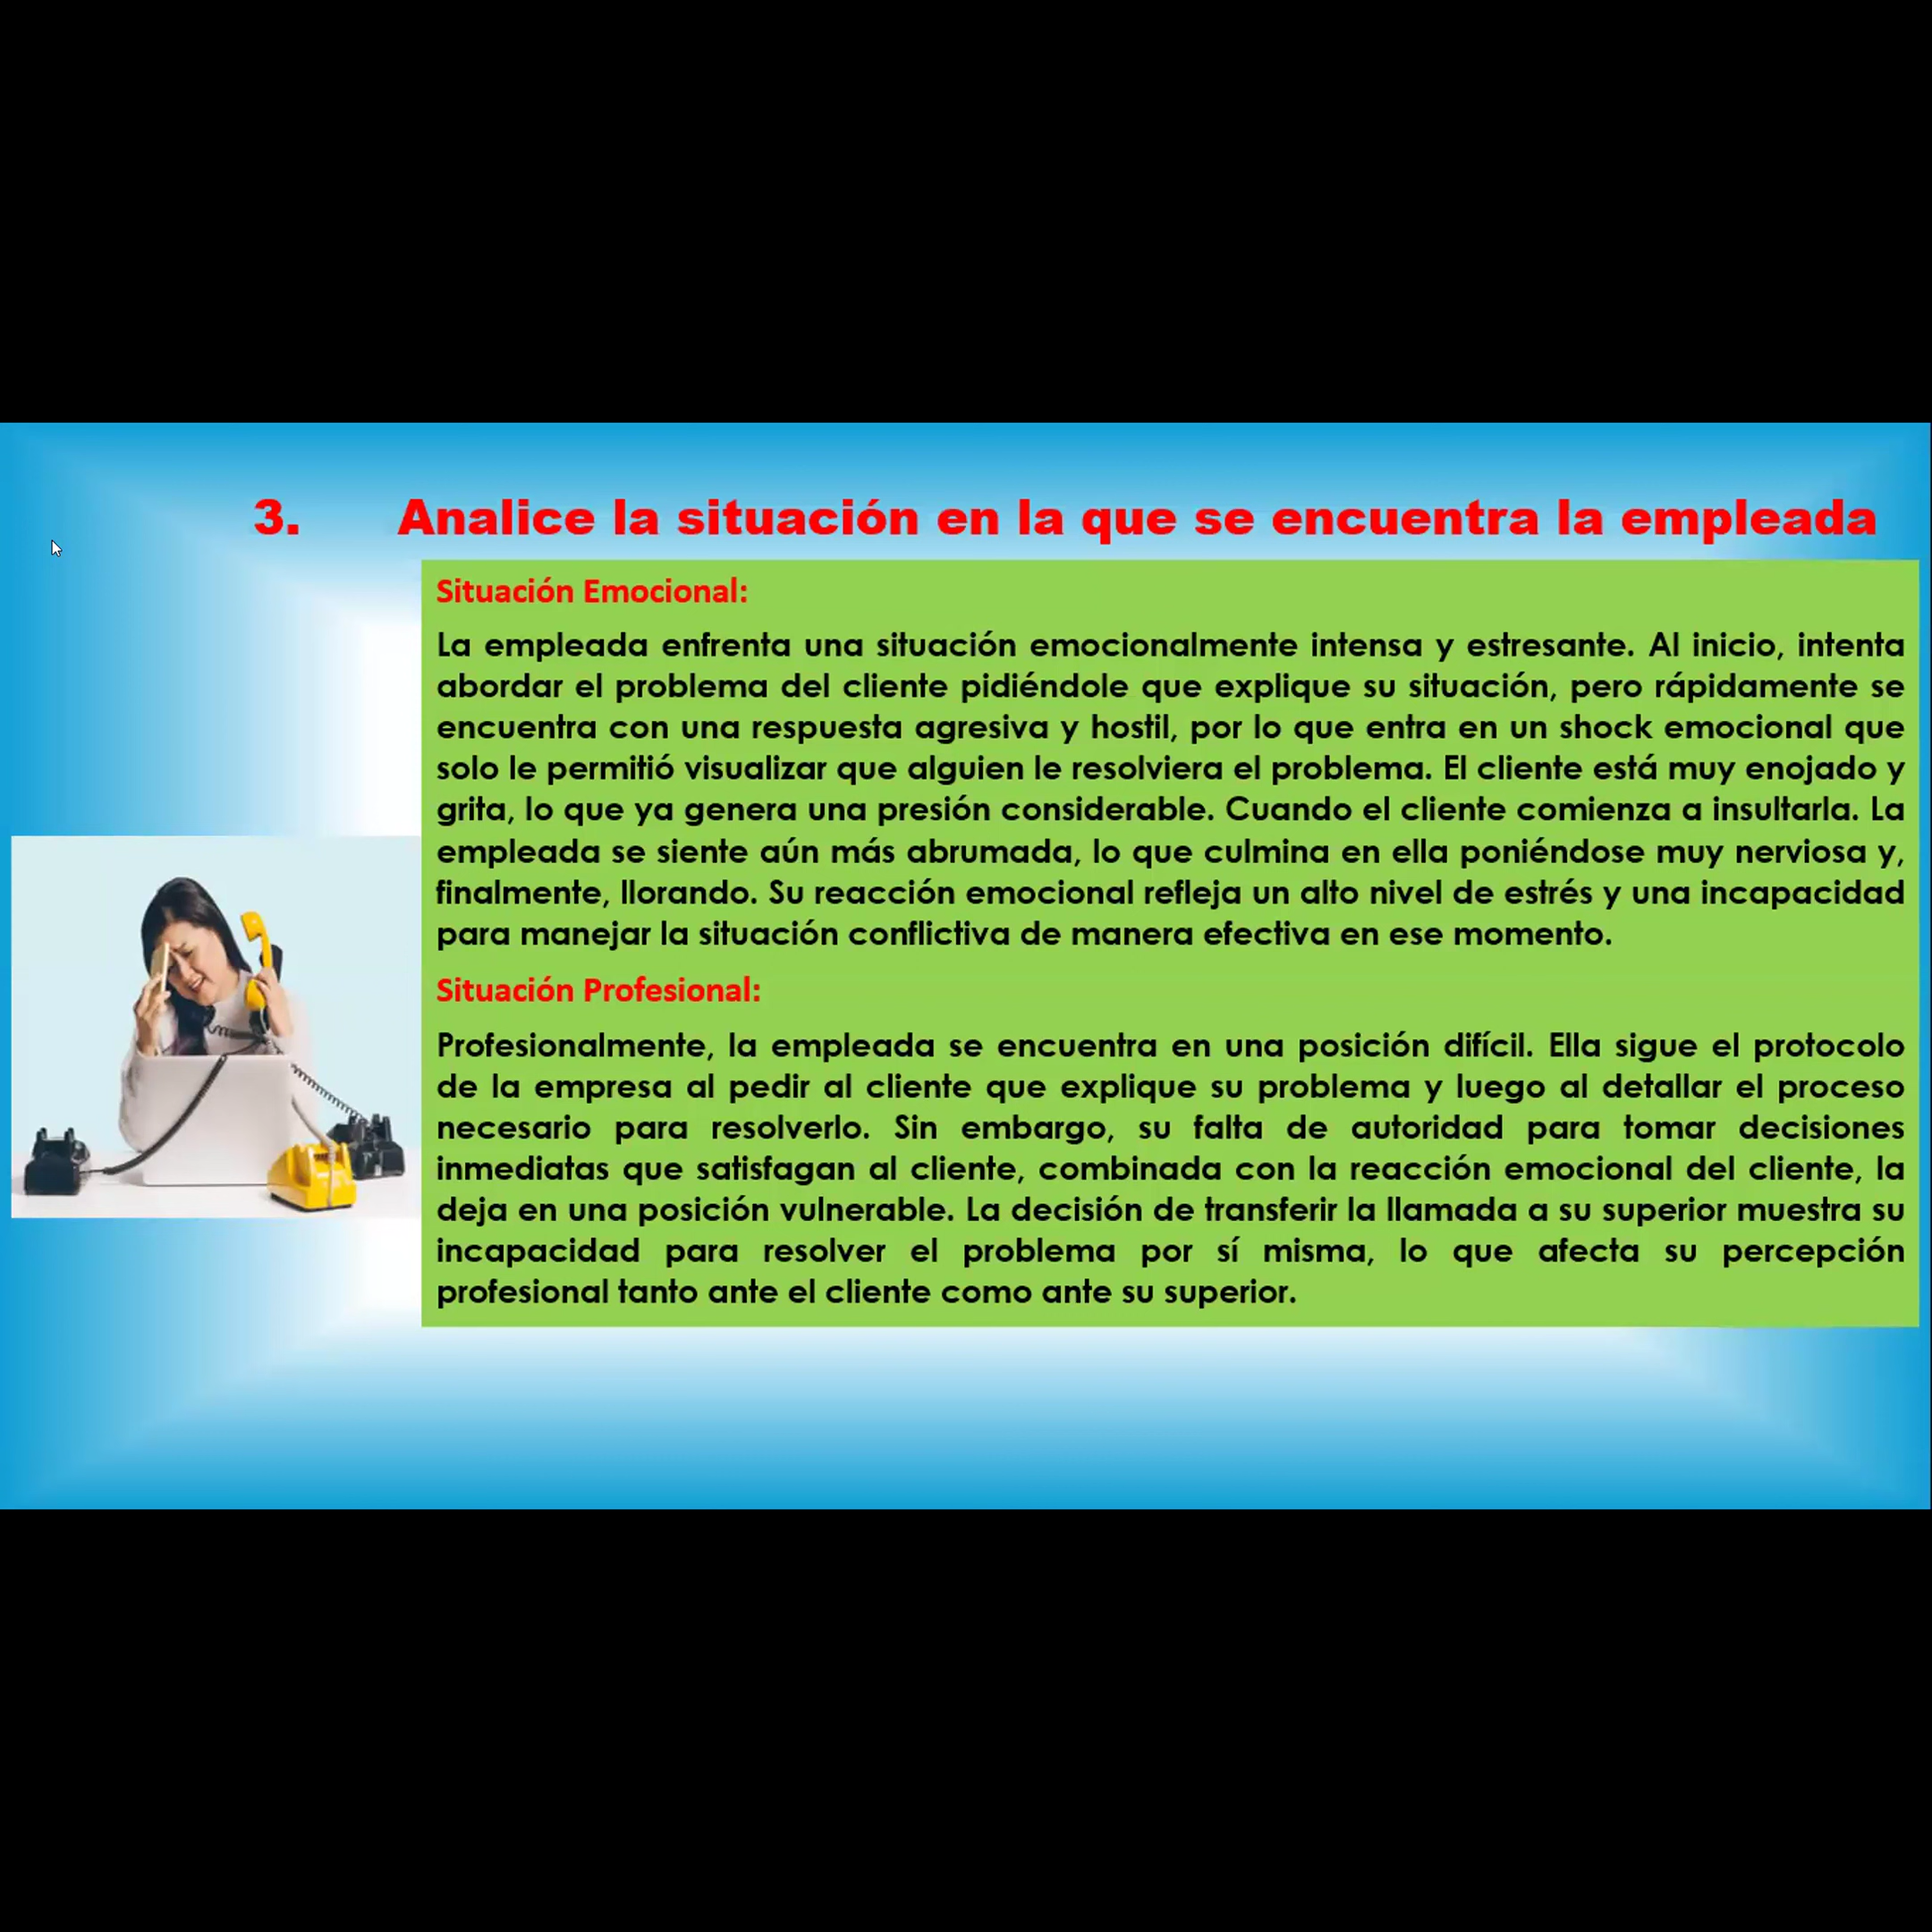 3. Analice la situación en la que se encuentra la empleada
Situación Emocional:
La empleada enfrenta una situación emocionalmente intensa y estresante. Al inicio, intenta
abordar el problema del cliente pidiéndole que explique su situación, pero rápidamente se
encuentra con una respuesta agresiva y hostil, por lo que entra en un shock emocional que
solo le permitió visualizar que alguien le resolviera el problema. El cliente está muy enojado y
grita, lo que ya genera una presión considerable. Cuando el cliente comienza a insultarla. La
empleada se siente aún más abrumada, lo que culmina en ella poniéndose muy nerviosa y,
finalmente, llorando. Su reacción emocional refleja un alto nivel de estrés y una incapacidad
para manejar la situación conflictiva de manera efectiva en ese momento.
Situación Profesional:
Profesionalmente, la empleada se encuentra en una posición difícil. Ella sigue el protocolo
de la empresa al pedir al cliente que explique su problema y luego al detallar el proceso
necesario para resolverlo. Sin embargo, su falta de autoridad para tomar decisiones
inmediatas que satisfagan al cliente, combinada con la reacción emocional del cliente, la
deja en una posición vulnerable. La decisión de transferir la llamada a su superior muestra su
incapacidad para resolver el problema por sí misma, lo que afecta su percepción
profesional tanto ante el cliente como ante su superior.